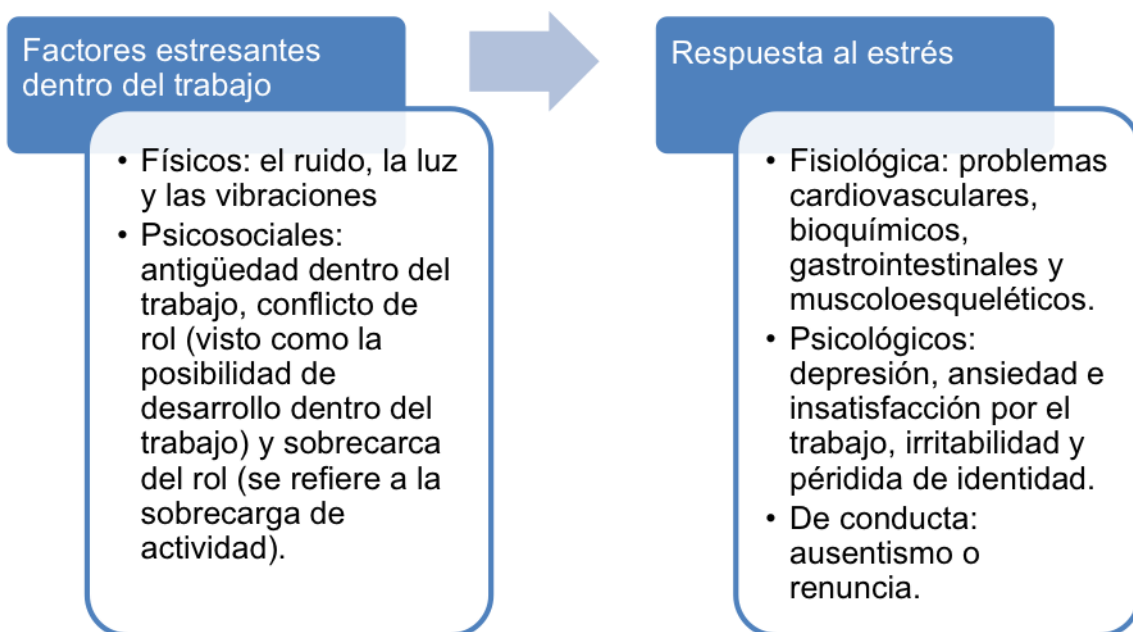 Factores estresantes
dentro del trabajo
• Físicos: el ruido, la luz
y las vibraciones
• Psicosociales:
antigüedad dentro del
trabajo, conflicto de
rol (visto como la
posibilidad de
desarrollo dentro del
trabajo) y sobrecarca
del rol (se refiere a la
sobrecarga de
actividad).
Respuesta al estrés
• Fisiológica: problemas
cardiovasculares,
bioquímicos,
gastrointestinales y
muscoloesqueléticos.
• Psicológicos:
depresión, ansiedad e
insatisfacción por el
trabajo, irritabilidad y
péridida de identidad.
• De conducta:
ausentismo o
renuncia.